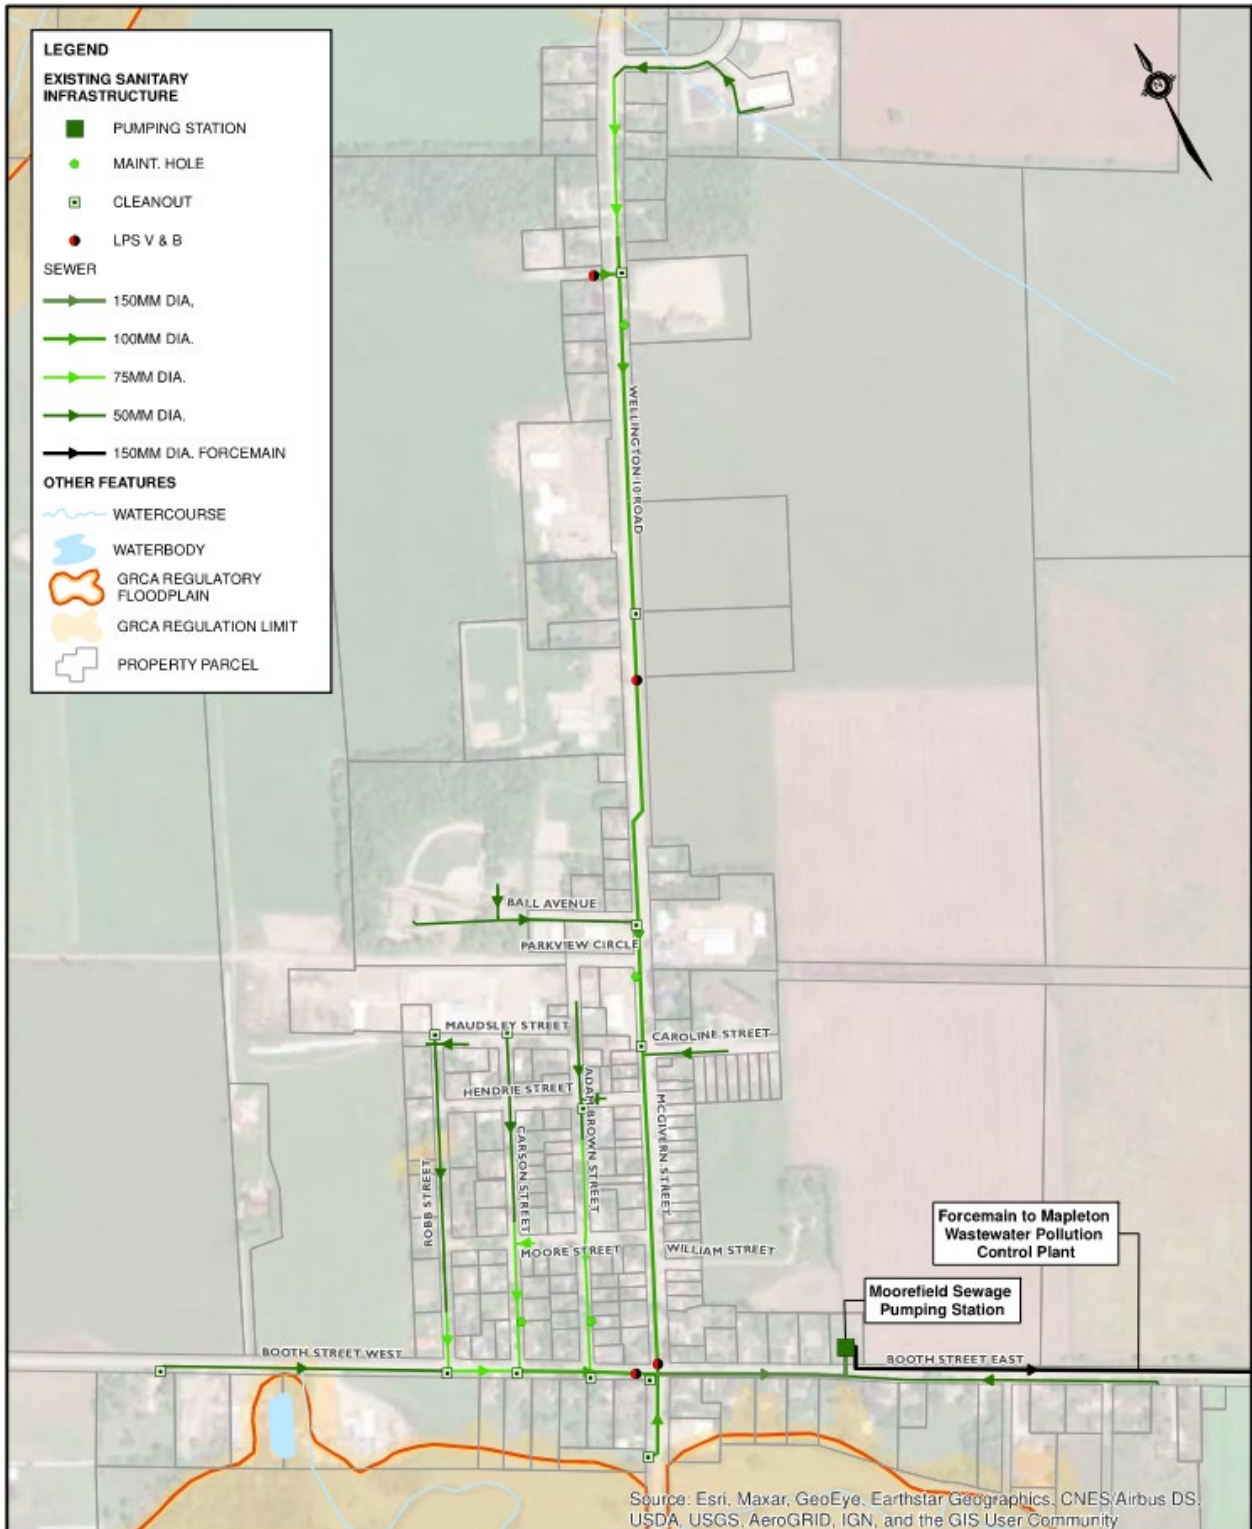 LEGEND
EXISTING SANITARY
INFRASTRUCTURE
PUMPING STATION
MAINT. HOLE
CLEANOUT
LPS V & B
SEWER
150MM DIA,
100MM DIA.
75MM DIA.
50MM DIA.
150MM DIA. FORCEMAIN
OTHER FEATURES
WATERCOURSE
WATERBODY
GRCA REGULATORY
FLOODPLAIN
GRCA REGULATION LIMIT
PROPERTY PARCEL
WELLINGTON 10 ROAD
BALL AVENUE
PARKVIEW CIRCLE
MAUDSLEY STREET
CAROLINE STREET
HENDRIE STREET
ADAM BROWN STREET
MCGIVERN STREET
CARSON STREET
ROBB STREET
MOORE STREET
WILLIAM STREET
Forcemain to Mapleton
Wastewater Pollution
Control Plant
Moorefield Sewage
Pumping Station
BOOTH STREET WEST
BOOTH STREET EAST
Source: Esri, Maxar, GeoEye, Earthstar Geographics, CNES/Airbus DS,
USDA, USGS, AeroGRID, IGN, and the GIS User Community